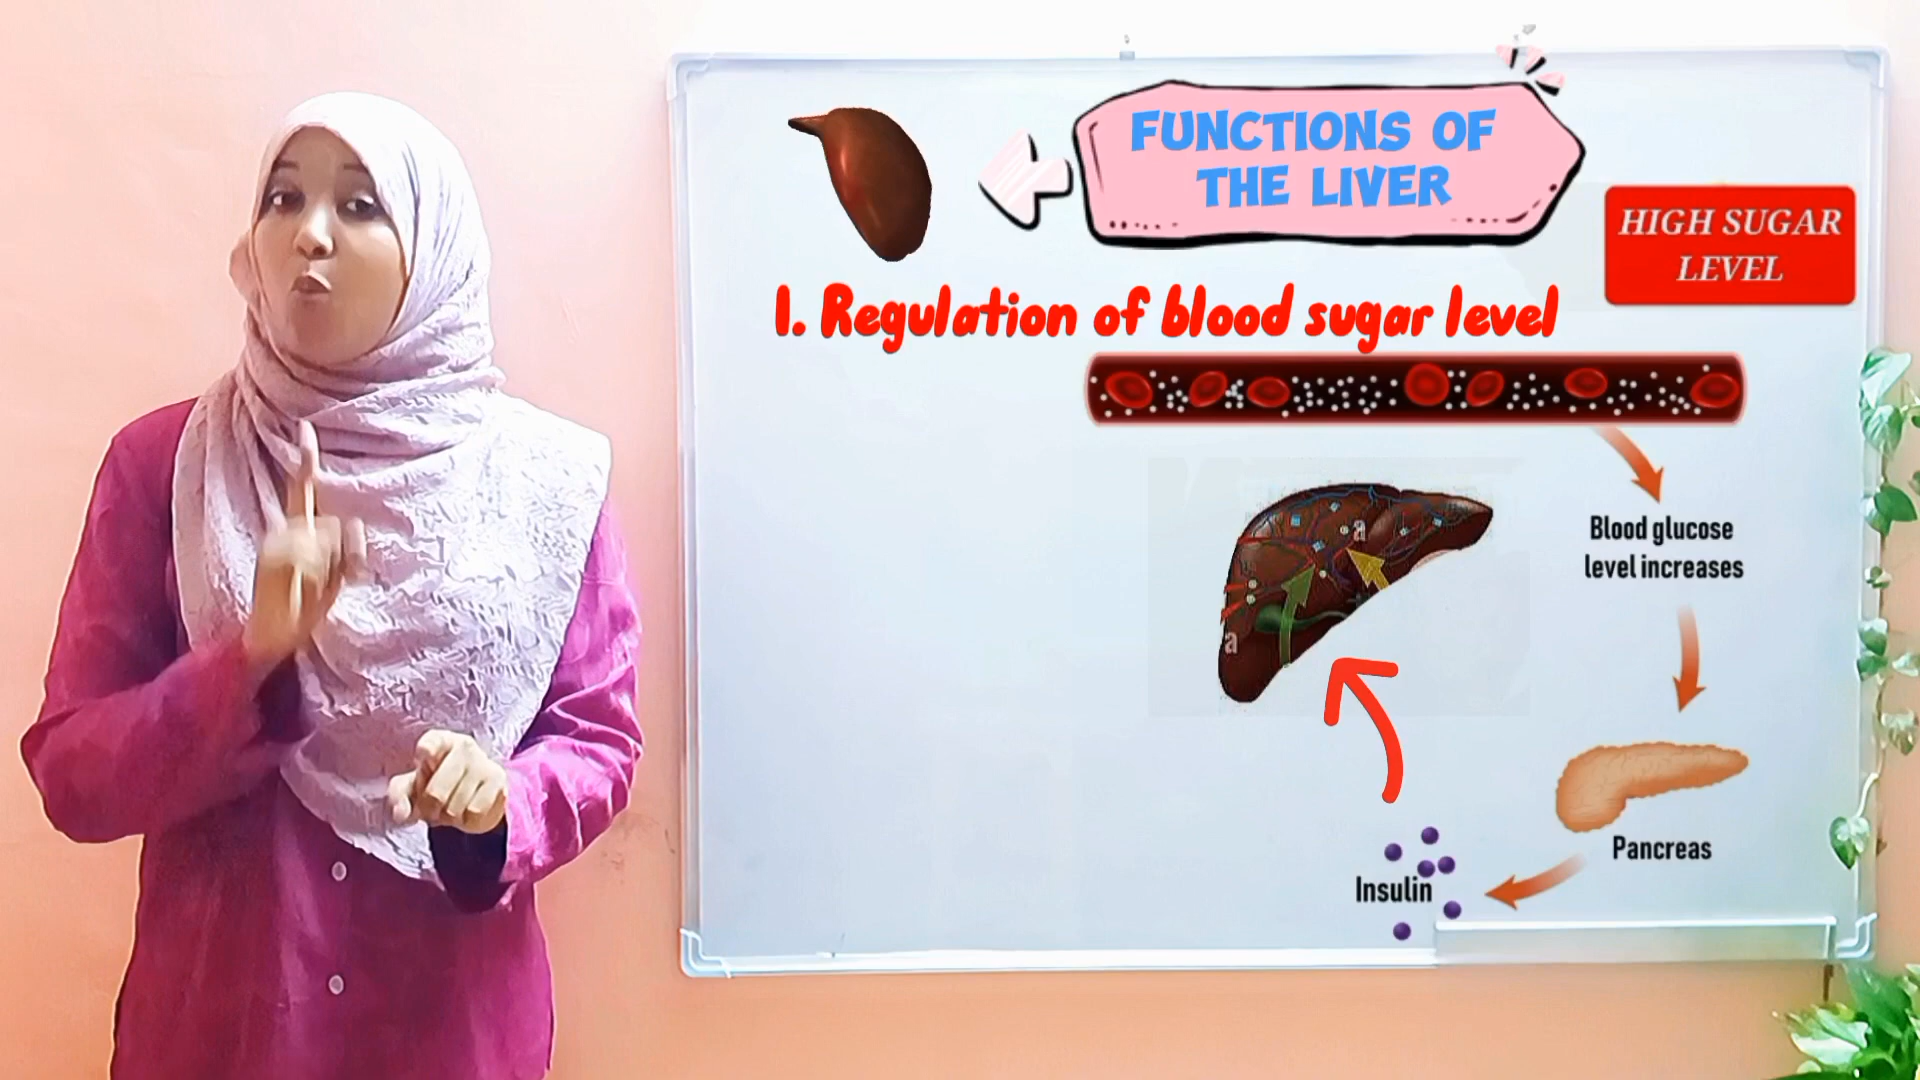 FUNCTIONS OF
THE LIVER
HIGH SUGAR
LEVEL
1. Regulation of blood sugar level
Blood glucose
level increases
a
a
Pancreas
Insulin